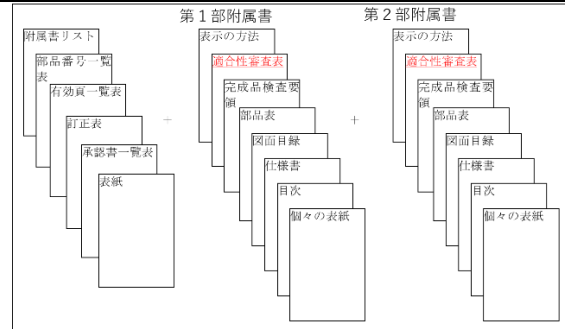 第１部附属書
第２部附属書
附属書リスト
部品番号一覧
表
有効頁一覧表
訂正表
承認書一覧表
表紙
+
表示の方法
適合性審査表
完成品検査要
領
部品表
図面目録
仕様書
目次
個々の表紙
+
表示の方法
適合性審査表
完成品検査要
領
部品表
図面目録
仕様書
目次
個々の表紙